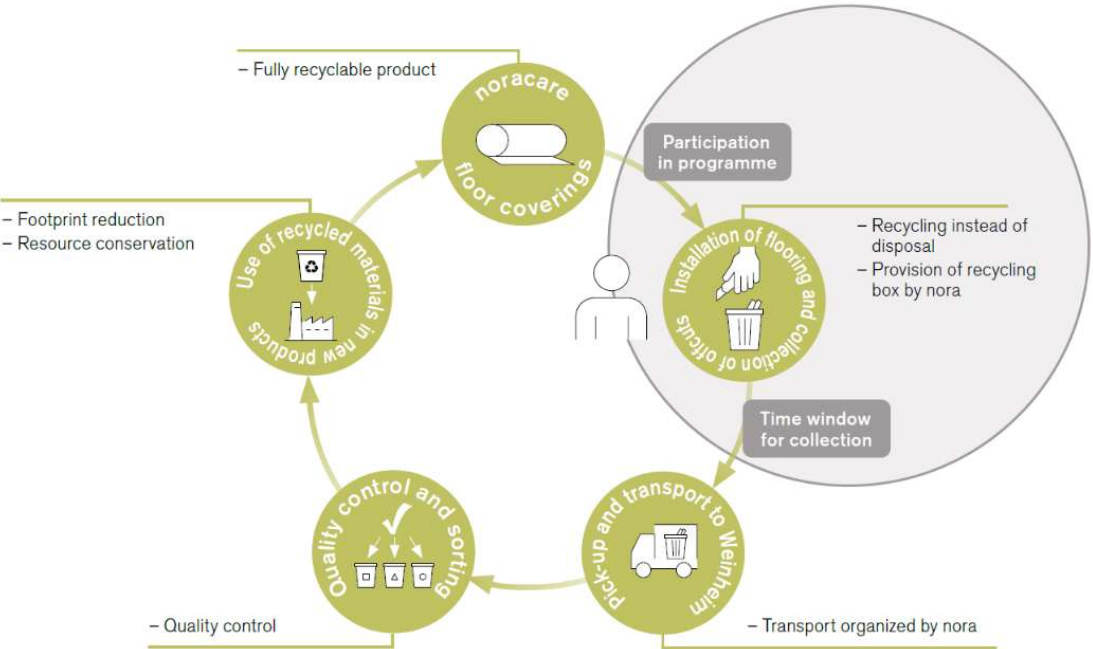 – Fully recyclable product
noracare
floor coverings
Participation
in programme
– Footprint reduction
– Resource conservation
Use of recycled materials in new products
Installation of flooring and collection of offcuts
– Recycling instead of
disposal
– Provision of recycling
box by nora
Time window
for collection
Quality control and sorting
Pick-up and transport to Weinheim
– Quality control
– Transport organized by nora